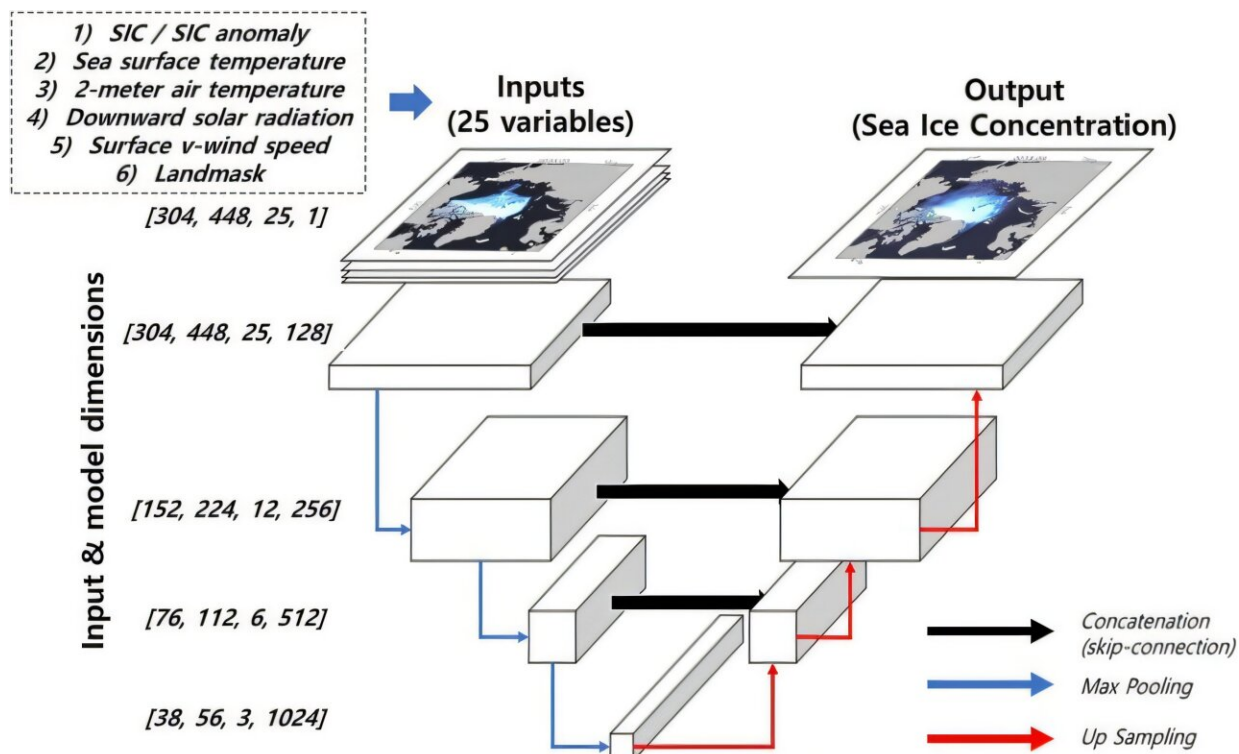 1) SIC / SIC anomaly
2) Sea surface temperature
3) 2-meter air temperature
4) Downward solar radiation
5) Surface v-wind speed
6) Landmask
Inputs
(25 variables)
Output
(Sea Ice Concentration)
[304, 448, 25, 1]
[304, 448, 25, 128]
[152, 224, 12, 256]
[76, 112, 6, 512]
[38, 56, 3, 1024]
Input & model dimensions
Concatenation
(skip-connection)
Max Pooling
Up Sampling